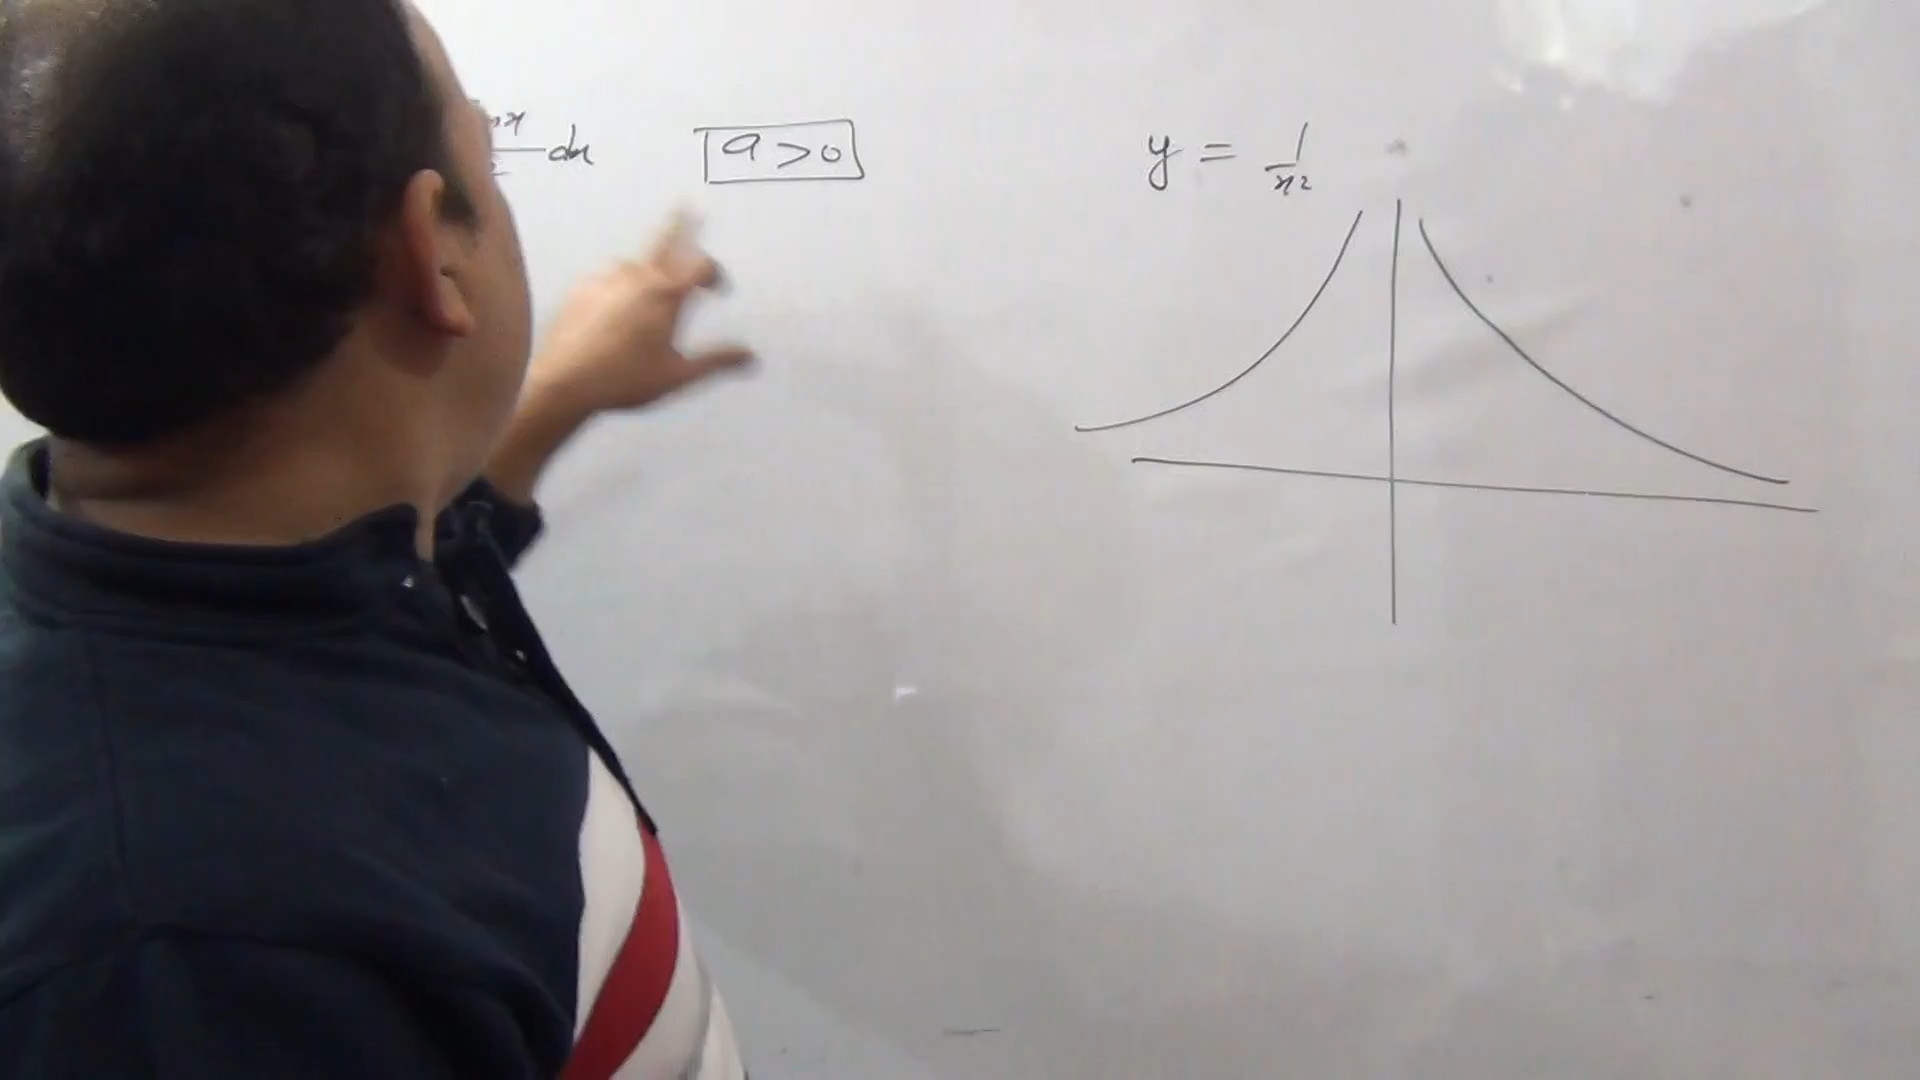 dx
a>0
y = 1/x²